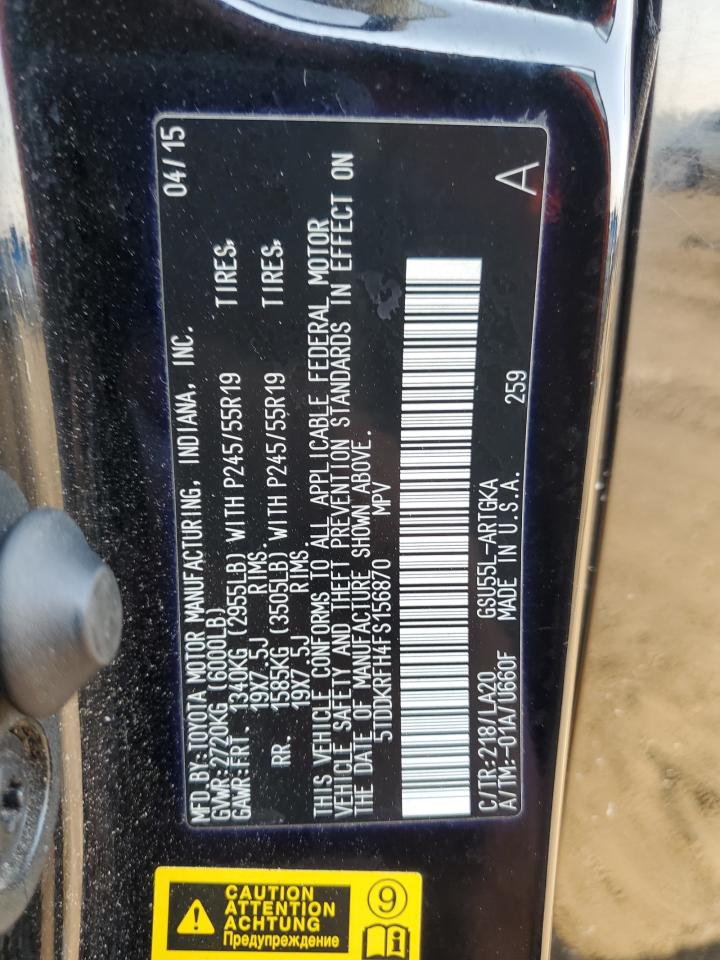 MFD. BY: TOYOTA MOTOR MANUFACTURING, INDIANA, INC. 04/15
GVWR: 2720KG (6000LB)
GAWR: FRT. 1340KG (2955LB) WITH P245/55R19 TIRES,
19X7.5J RIMS.
RR. 1585KG (3505LB) WITH P245/55R19 TIRES,
19X7.5J RIMS.
THIS VEHICLE CONFORMS TO ALL APPLICABLE FEDERAL MOTOR
VEHICLE SAFETY AND THEFT PREVENTION STANDARDS IN EFFECT ON
THE DATE OF MANUFACTURE SHOWN ABOVE.
5TDDKRFH4FS156870 MPV
C/TR: 218/LA20 GSU55L-ARTGKA 259
A/TM: -01A/U660F MADE IN U.S.A.
A
CAUTION
ATTENTION
ACHTUNG
Предупреждение
9